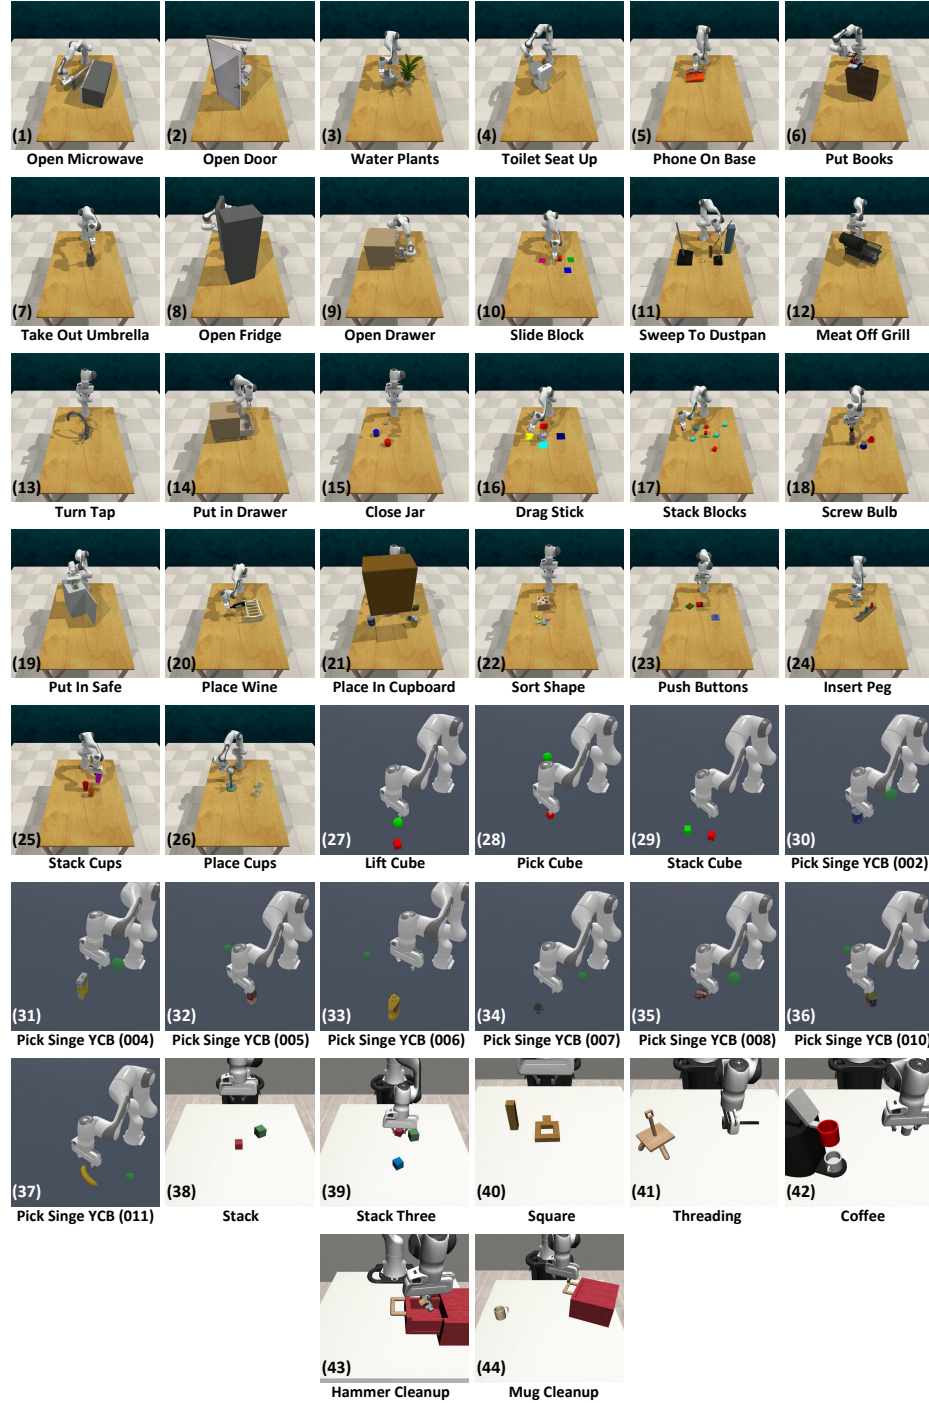 (1) (2) (3) (4) (5) (6)
Open Microwave Open Door Water Plants Toilet Seat Up Phone On Base Put Books
(7) (8) (9) (10) (11) (12)
Take Out Umbrella Open Fridge Open Drawer Slide Block Sweep To Dustpan Meat Off Grill
(13) (14) (15) (16) (17) (18)
Turn Tap Put in Drawer Close Jar Drag Stick Stack Blocks Screw Bulb
(19) (20) (21) (22) (23) (24)
Put In Safe Place Wine Place In Cupboard Sort Shape Push Buttons Insert Peg
(25) (26) (27) (28) (29) (30)
Stack Cups Place Cups Lift Cube Pick Cube Stack Cube Pick Singe YCB (002)
(31) (32) (33) (34) (35) (36)
Pick Singe YCB (004) Pick Singe YCB (005) Pick Singe YCB (006) Pick Singe YCB (007) Pick Singe YCB (008) Pick Singe YCB (010)
(37) (38) (39) (40) (41) (42)
Pick Singe YCB (011) Stack Stack Three Square Threading Coffee
(43) (44)
Hammer Cleanup Mug Cleanup